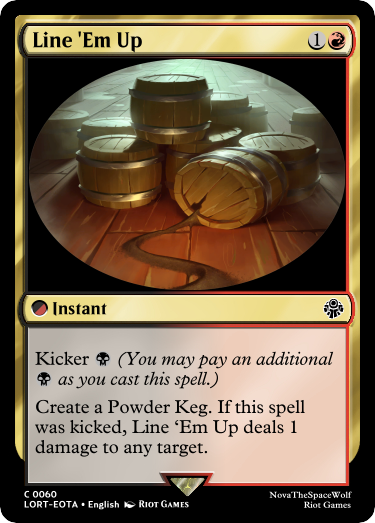 Line 'Em Up 1
Instant
Kicker (You may pay an additional
as you cast this spell.)
Create a Powder Keg. If this spell
was kicked, Line ‘Em Up deals 1
damage to any target.
C 0060 NovaTheSpaceWolf
LORT-EOTA • English Riot Games Riot Games